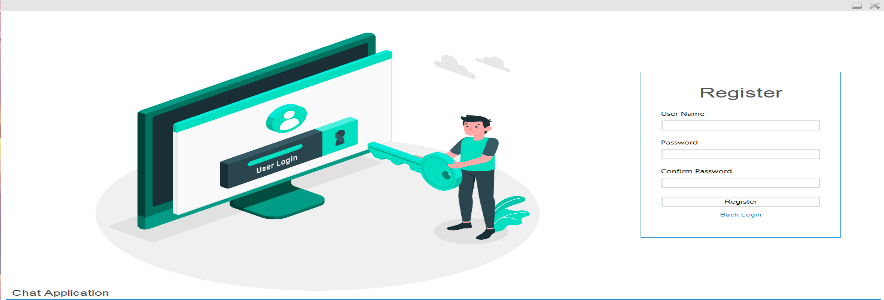 User Login
Register
User Name
Password
Confirm Password
Register
Back Login
Chat Application